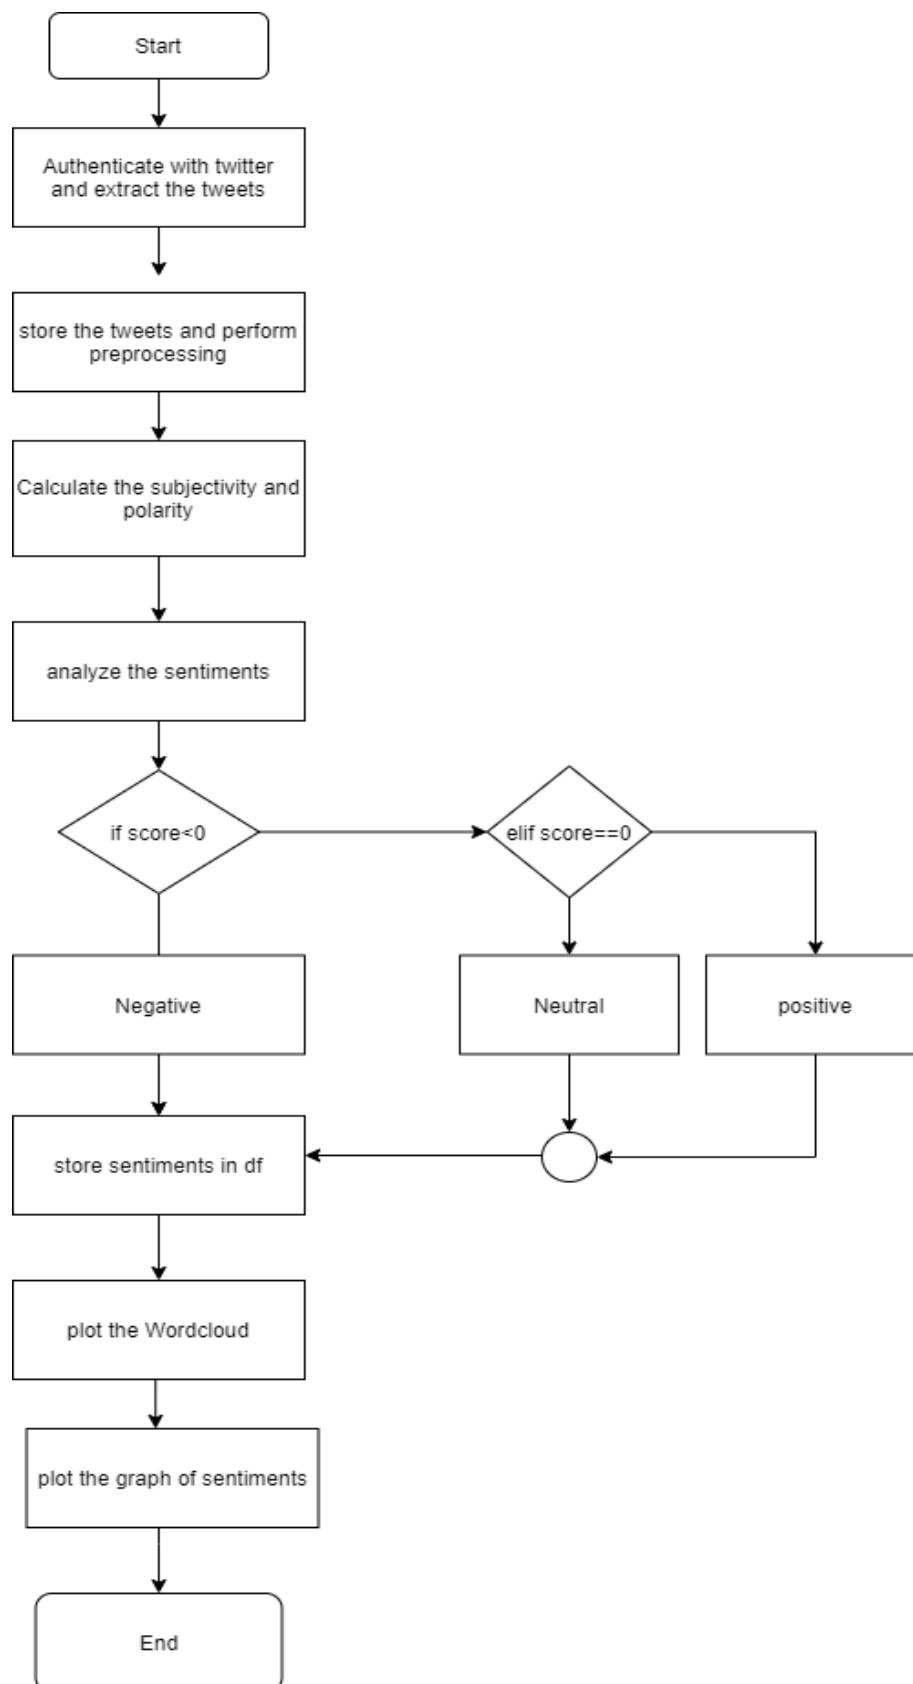 Start
Authenticate with twitter
and extract the tweets
store the tweets and perform
preprocessing
Calculate the subjectivity and
polarity
analyze the sentiments
if score<0
elif score==0
Negative
Neutral
positive
store sentiments in df
plot the Wordcloud
plot the graph of sentiments
End